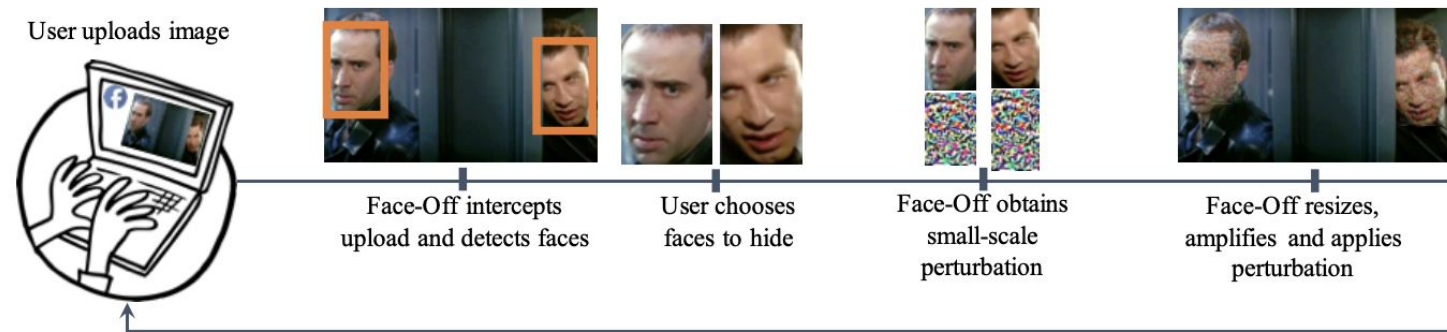 User uploads image
f
Face-Off intercepts
upload and detects faces
User chooses
faces to hide
Face-Off obtains
small-scale
perturbation
Face-Off resizes,
amplifies and applies
perturbation